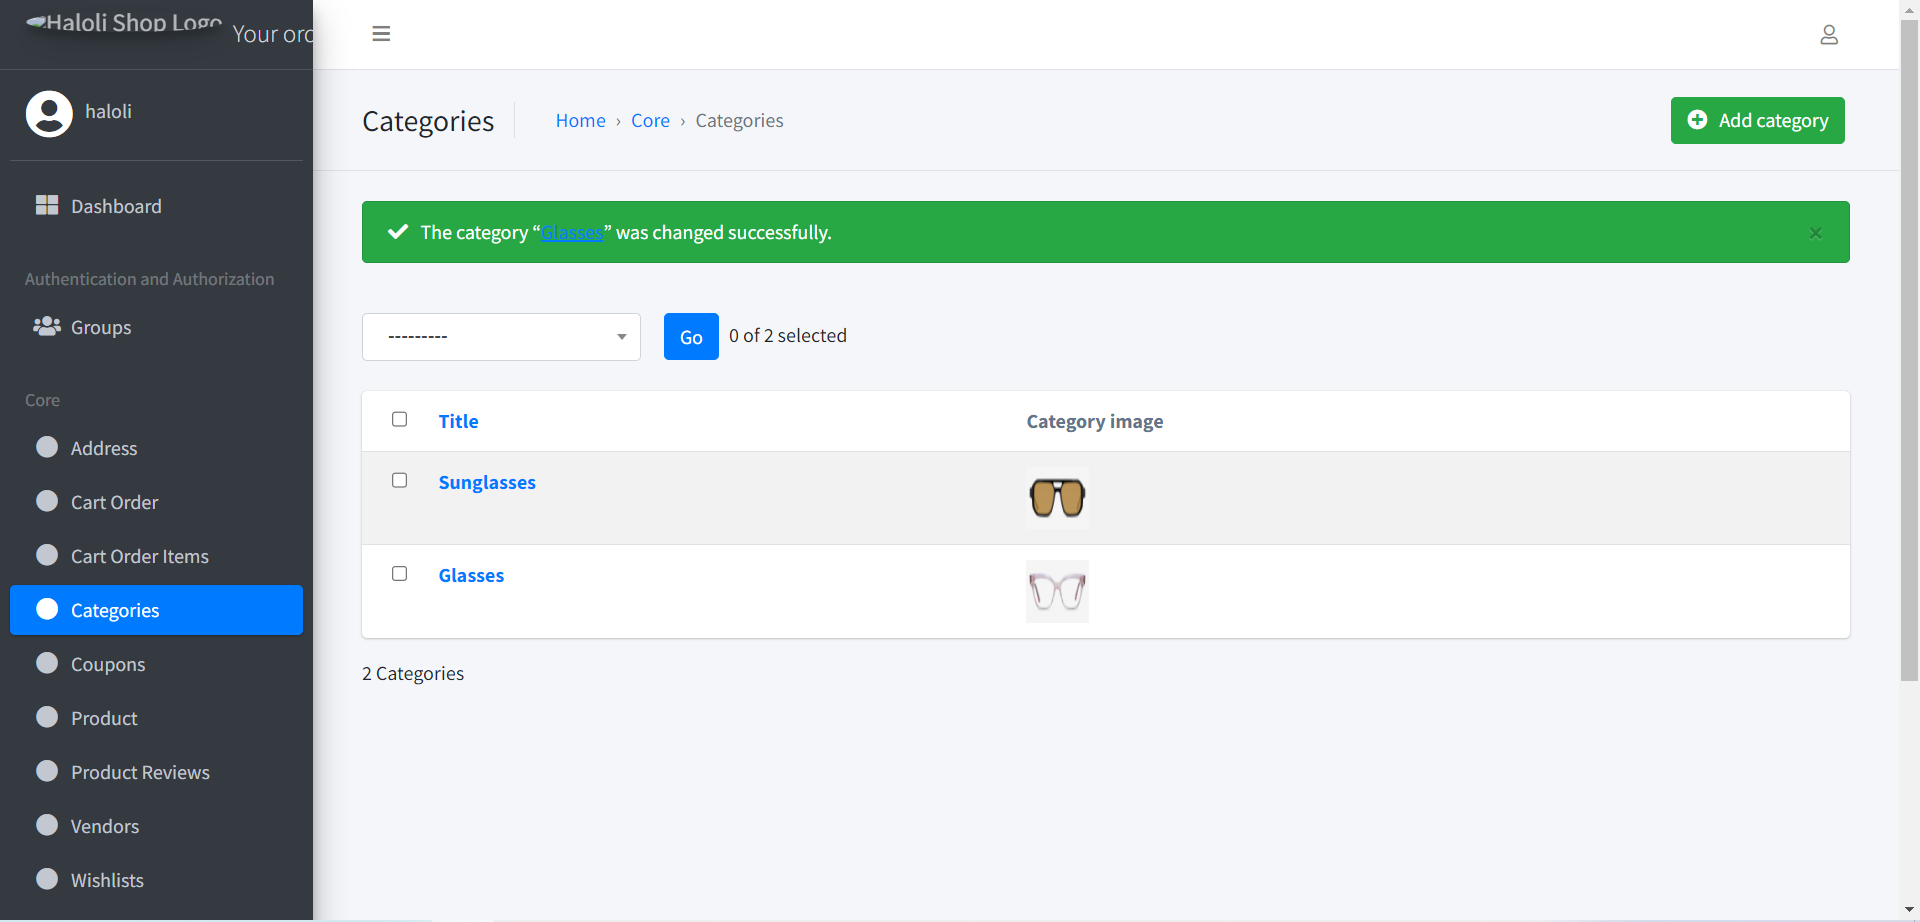 Haloli Shop Logo
Your ord
haloli
Dashboard
Authentication and Authorization
Groups
Core
Address
Cart Order
Cart Order Items
Categories
Coupons
Product
Product Reviews
Vendors
Wishlists
Categories
Home › Core › Categories
Add category
The category “Glasses” was changed successfully.
×
---------
Go
0 of 2 selected
Title Category image
Sunglasses
Glasses
2 Categories